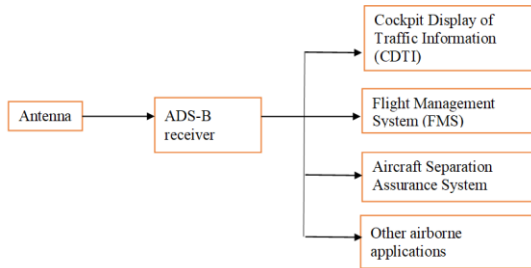 Cockpit Display of
Traffic Information
(CDTI)
Antenna
ADS-B
receiver
Flight Management
System (FMS)
Aircraft Separation
Assurance System
Other airborne
applications